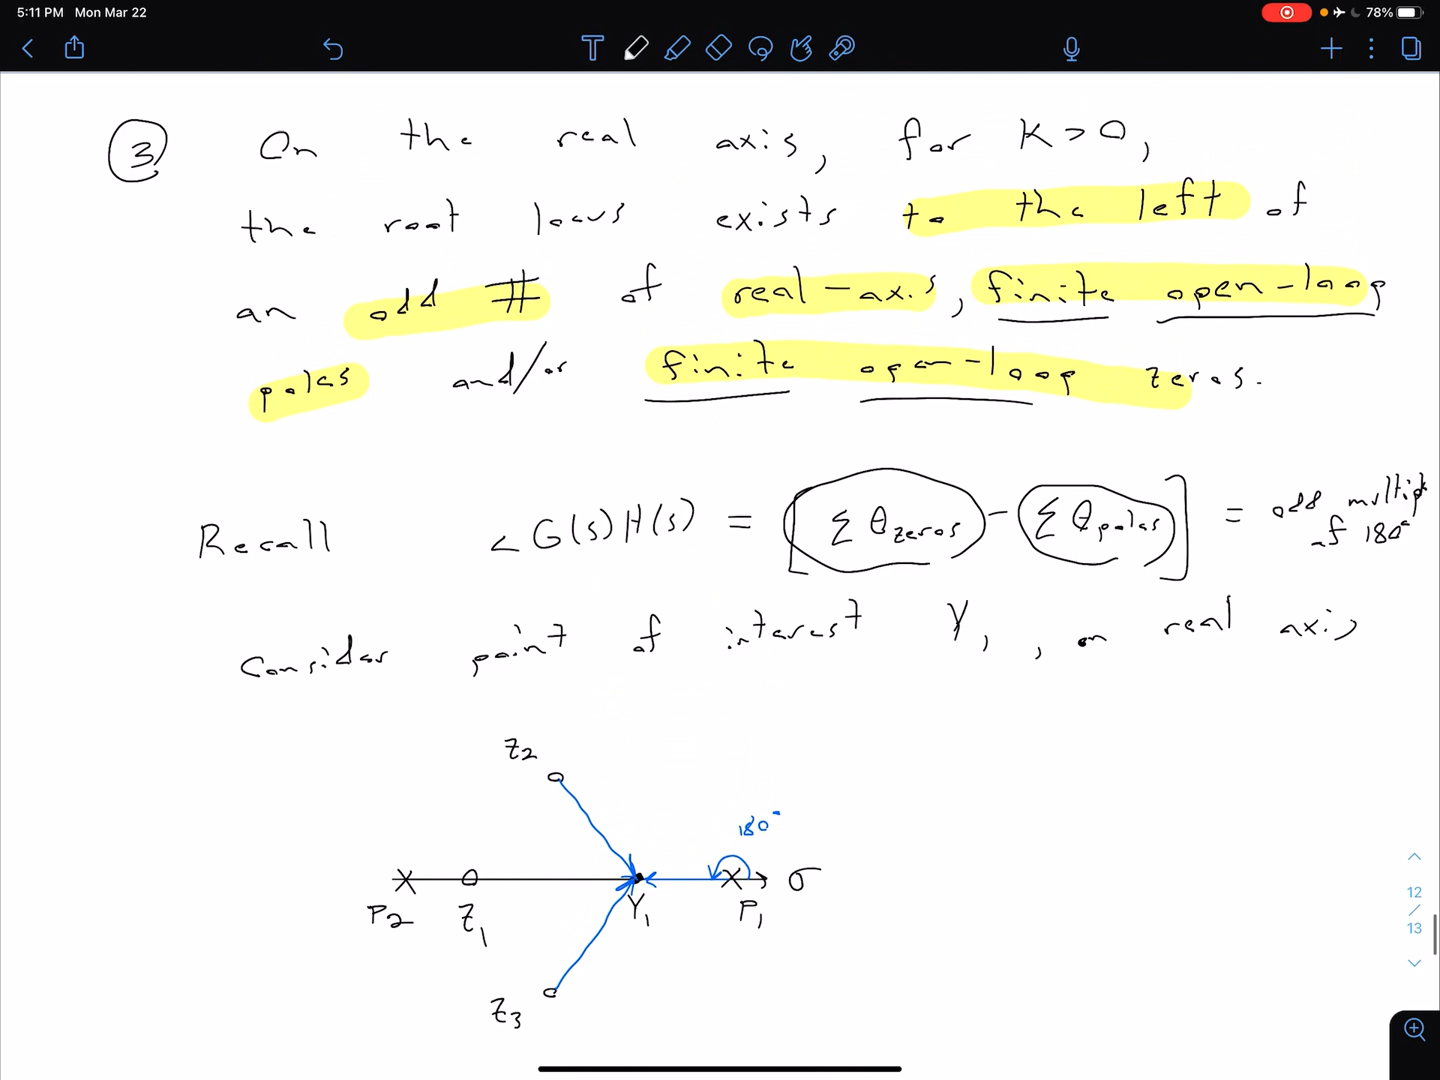 5:11 PM Mon Mar 22
78%
3 On the real axis, for K > 0,
the root locus exists to the left of
an odd # of real-axis, finite open-loop
poles and/or finite open-loop zeros.
Recall ∠G(s)H(s) = [Σθzeros - Σθpoles] = odd multiple
of 180°
Consider point of interest Y₁, on real axis
Z₂
180°
σ
P₂ Z₁ Y₁ P₁
Z₃
12
/
13